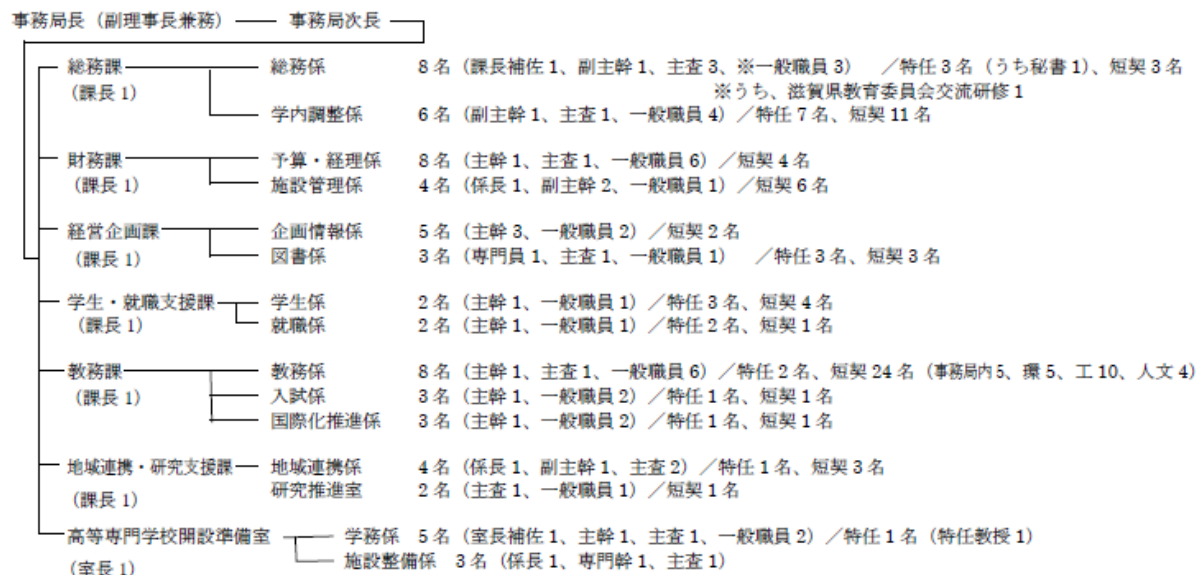 事務局長（副理事長兼務） 事務局次長
総務課 総務係 8名（課長補佐1、副主幹1、主査3、※一般職員3） ／特任3名（うち秘書1）、短契3名
（課長1） ※うち、滋賀県教育委員会交流研修1
学内調整係 6名（副主幹1、主査1、一般職員4）／特任7名、短契11名
財務課 予算・経理係 8名（主幹1、主査1、一般職員6）／短契4名
（課長1） 施設管理係 4名（係長1、副主幹2、一般職員1）／短契6名
経営企画課 企画情報係 5名（主幹3、一般職員2）／短契2名
（課長1） 図書係 3名（専門員1、主査1、一般職員1） ／特任3名、短契3名
学生・就職支援課 学生係 2名（主幹1、一般職員1）／特任3名、短契4名
（課長1） 就職係 2名（主幹1、一般職員1）／特任2名、短契1名
教務課 教務係 8名（主幹1、主査1、一般職員6）／特任2名、短契24名（事務局内5、環5、工10、人文4）
（課長1） 入試係 3名（主幹1、一般職員2）／特任1名、短契1名
国際化推進係 3名（主幹1、一般職員2）／特任1名、短契1名
地域連携・研究支援課 地域連携係 4名（係長1、副主幹1、主査2）／特任1名、短契3名
（課長1） 研究推進室 2名（主査1、一般職員1）／短契1名
高等専門学校開設準備室 学務係 5名（室長補佐1、主幹1、主査1、一般職員2）／特任1名（特任教授1）
（室長1） 施設整備係 3名（係長1、専門幹1、主査1）